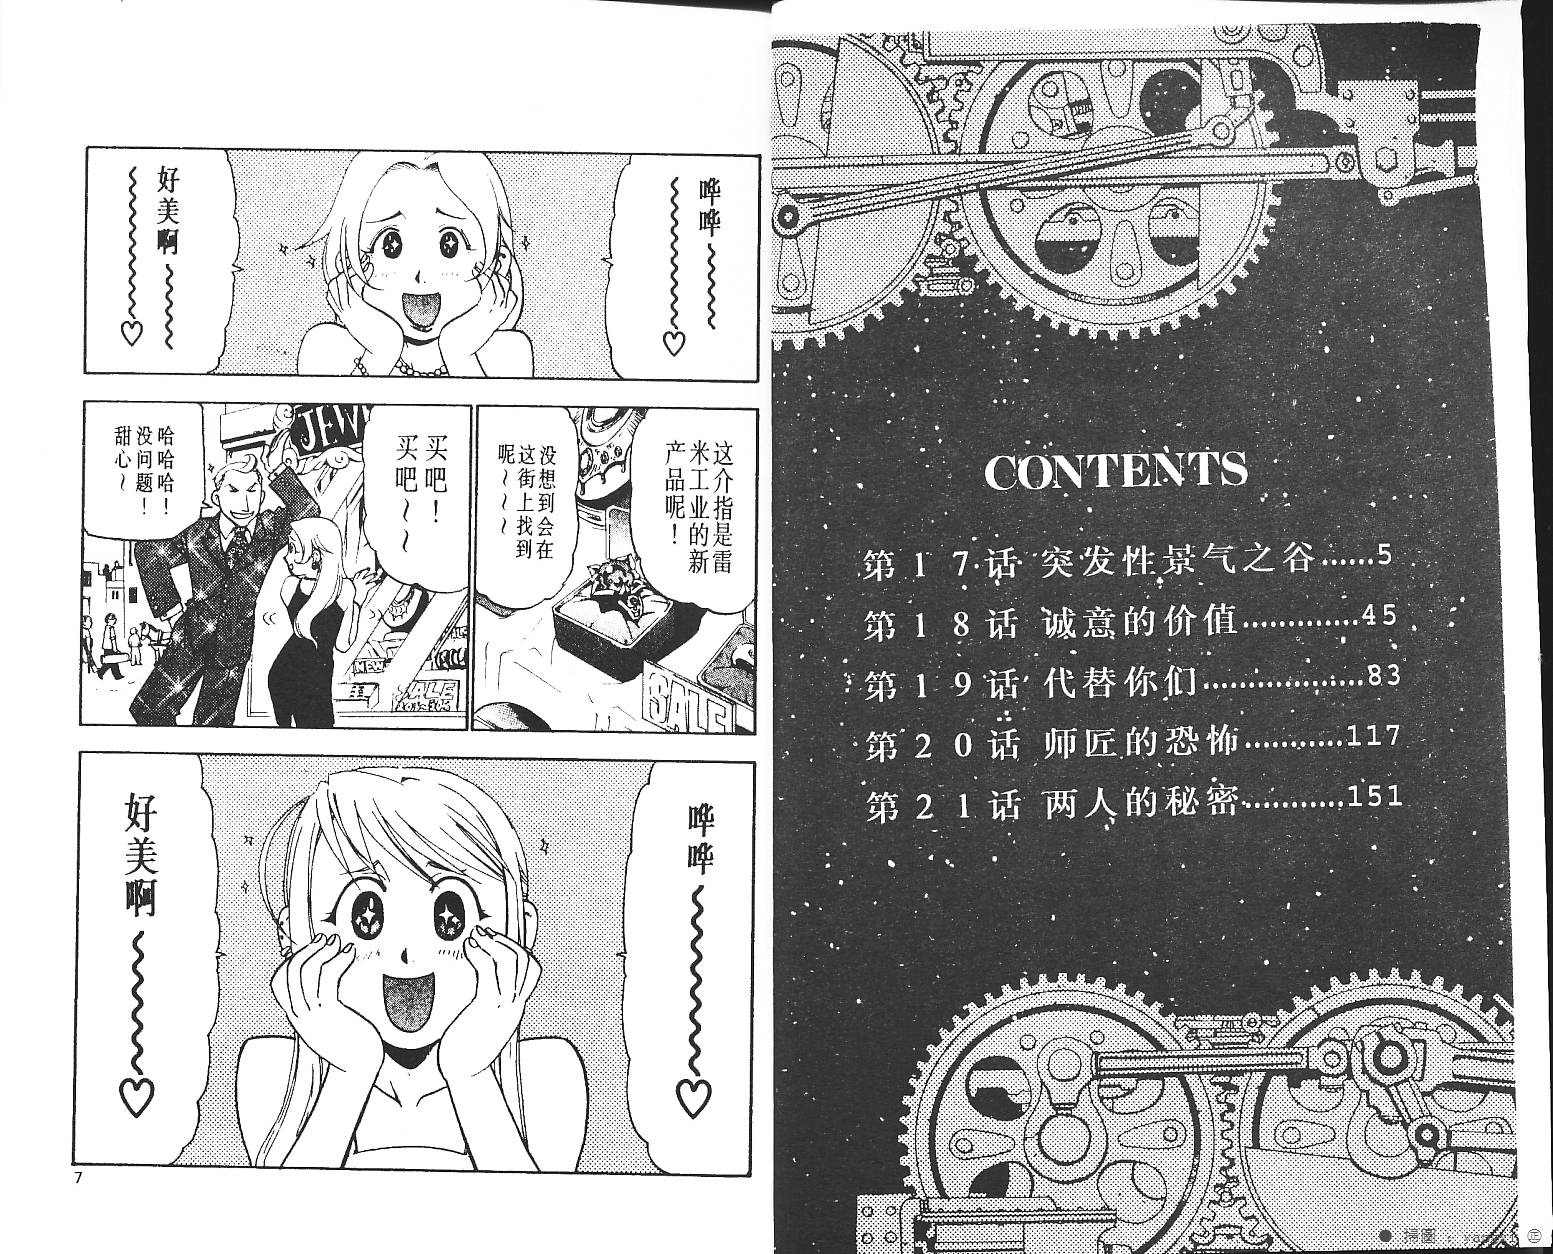 CONTENTS
第17话 突发性景气之谷......5
第18话 诚意的价值.............45
第19话 代替你们..................83
第20话 师匠的恐怖...........117
第21话 两人的秘密............151
哗哗～
♡
好美啊～
♡
这介指是雷
米工业的新
产品呢！
没想到会在
这街上找到
呢～～～
SALE
买吧！
买吧～～
JEW
哈哈哈！
没问题！
甜心～
NEW
SALE
哗哗～
♡
好美啊～
♡
7